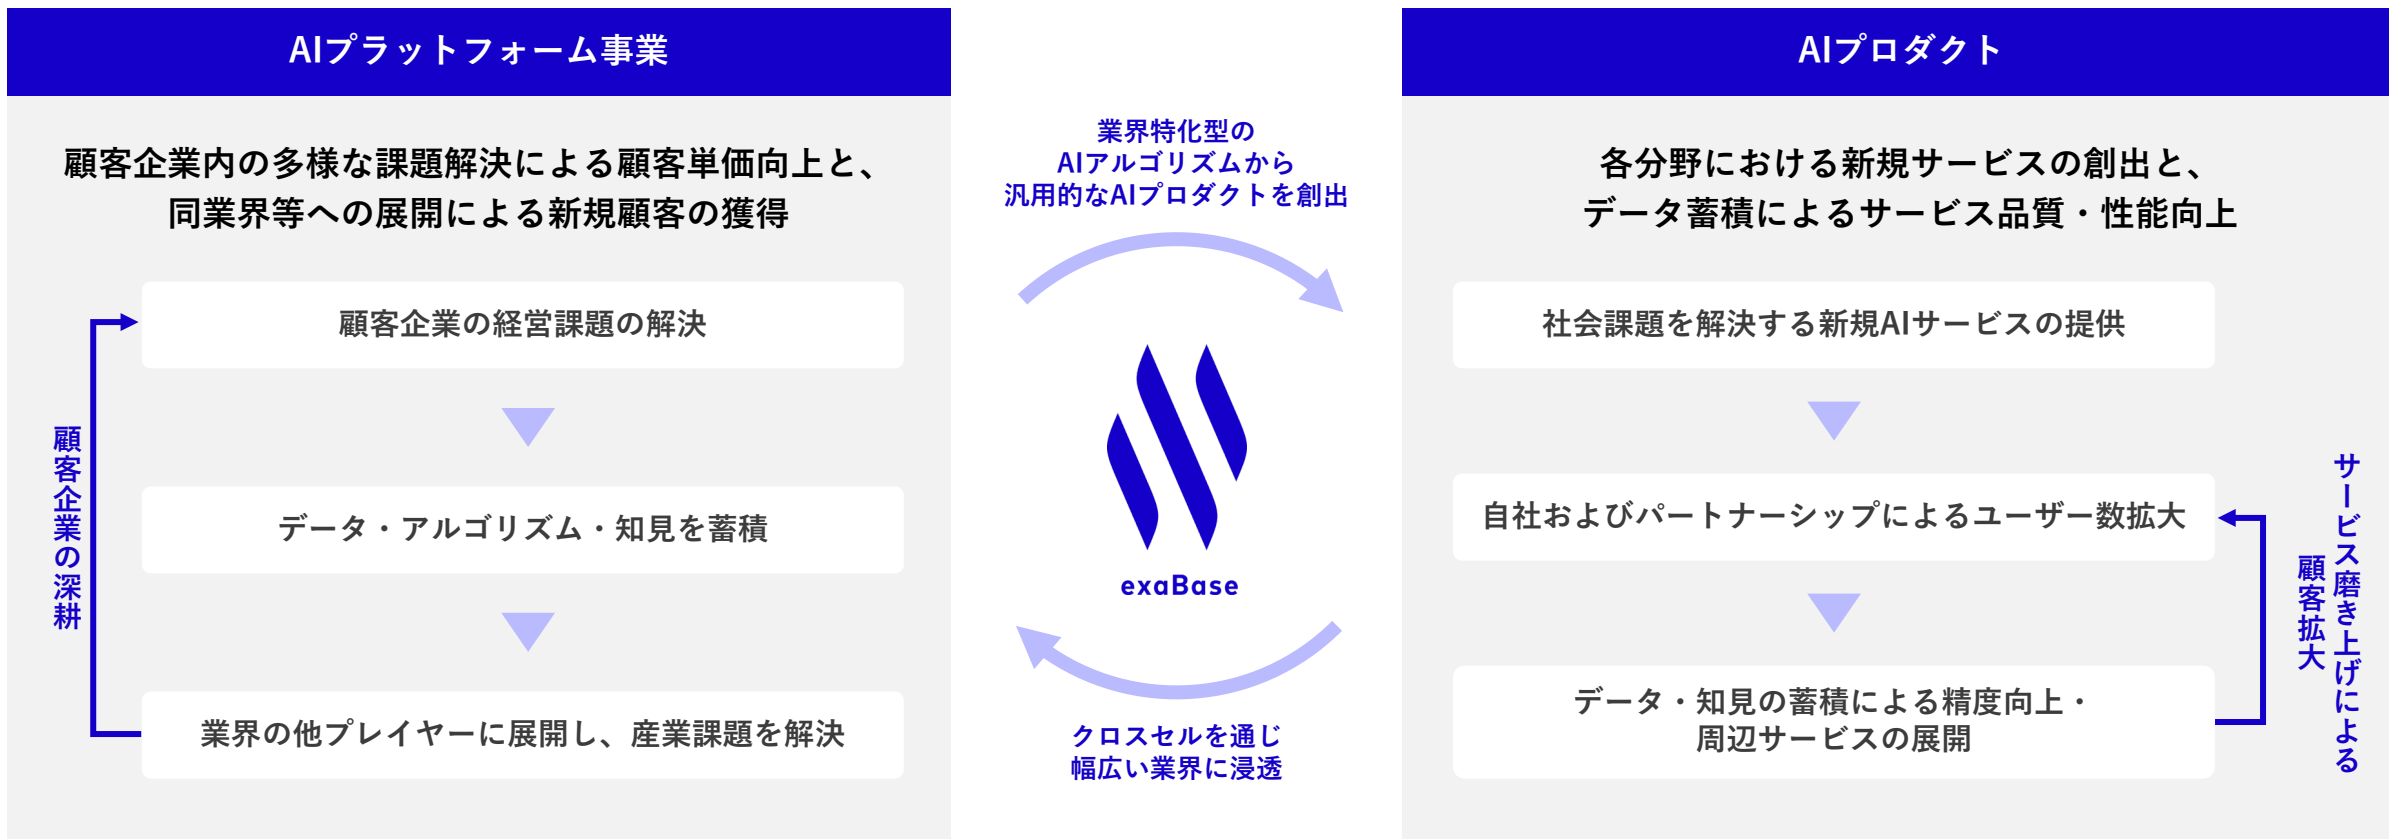 AIプラットフォーム事業
顧客企業内の多様な課題解決による顧客単価向上と、
同業界等への展開による新規顧客の獲得
顧客企業の経営課題の解決
データ・アルゴリズム・知見を蓄積
業界の他プレイヤーに展開し、産業課題を解決
顧客企業の深耕
業界特化型の
AIアルゴリズムから
汎用的なAIプロダクトを創出
exaBase
クロスセルを通じ
幅広い業界に浸透
AIプロダクト
各分野における新規サービスの創出と、
データ蓄積によるサービス品質・性能向上
社会課題を解決する新規AIサービスの提供
自社およびパートナーシップによるユーザー数拡大
データ・知見の蓄積による精度向上・
周辺サービスの展開
サービス磨き上げによる
顧客拡大